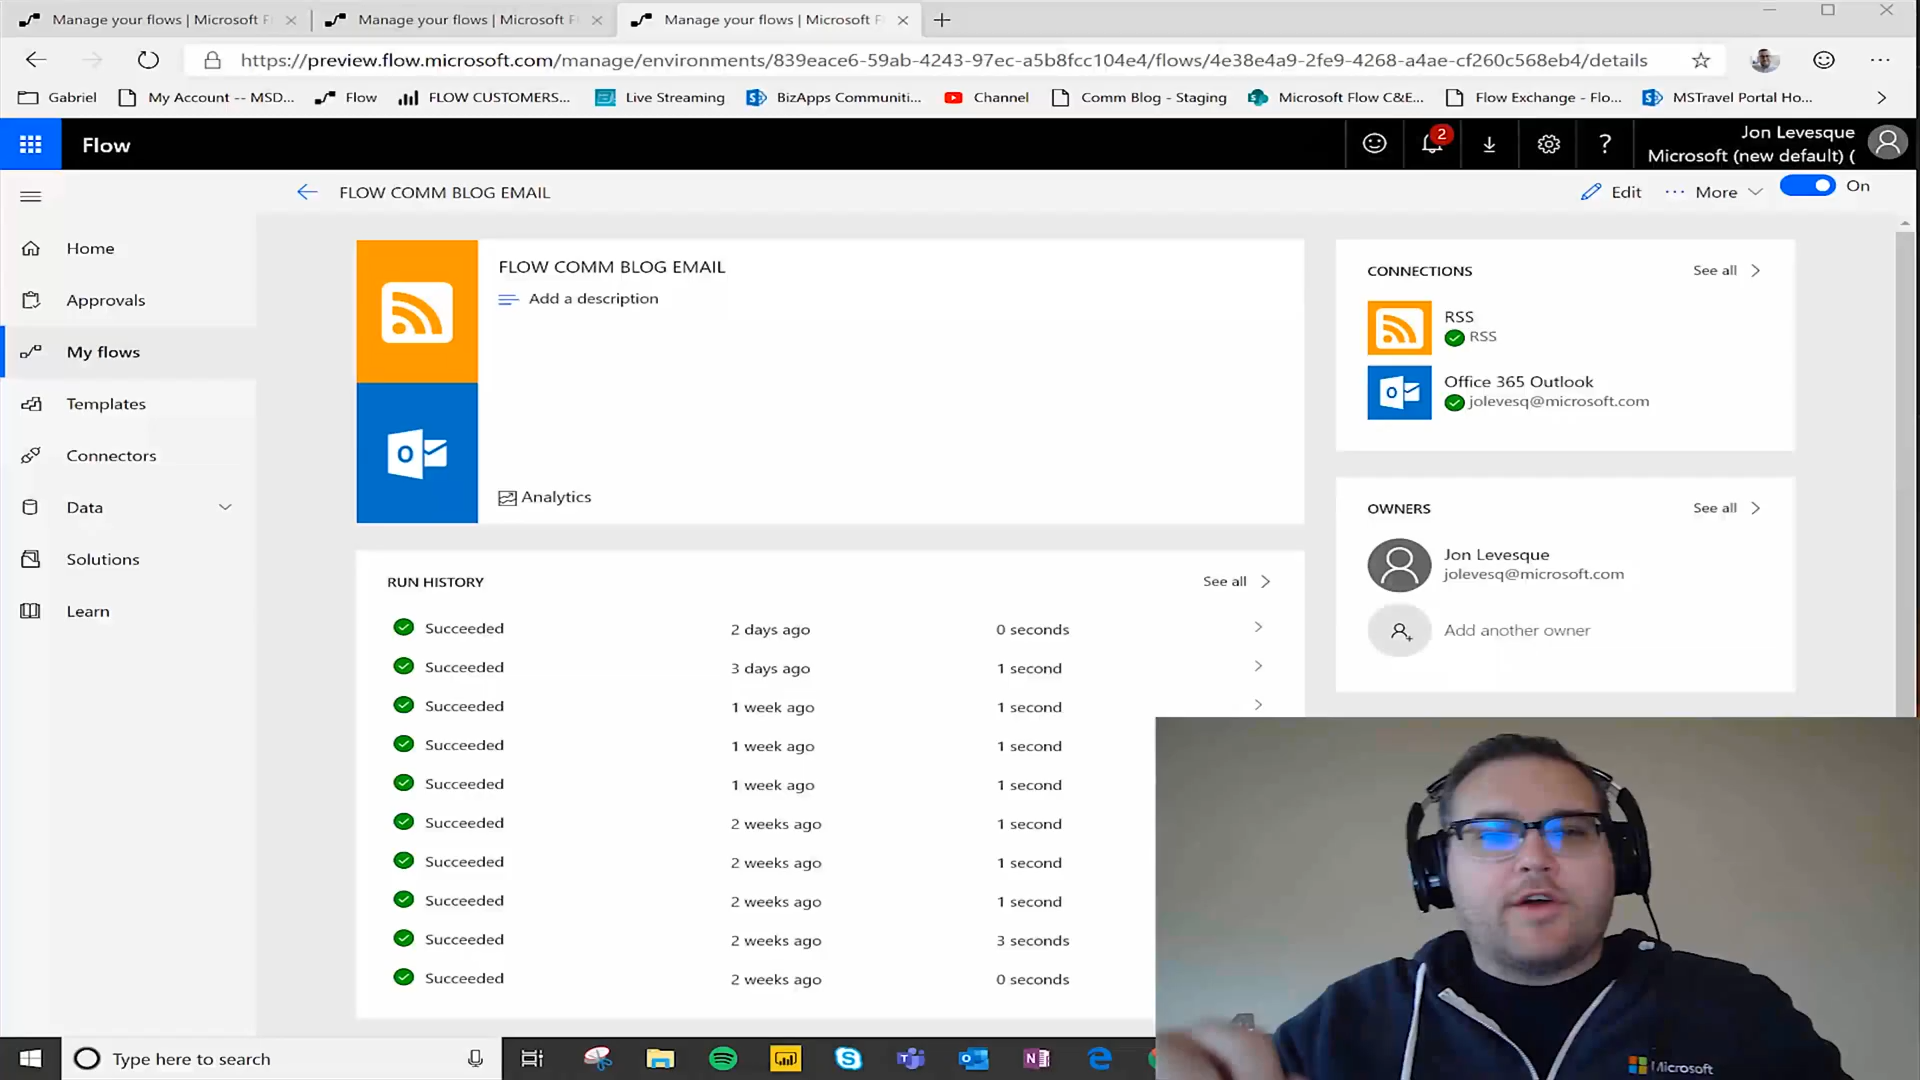 Manage your flows | Microsoft F
Manage your flows | Microsoft F
Manage your flows | Microsoft F
https://preview.flow.microsoft.com/manage/environments/839eace6-59ab-4243-97ec-a5b8fcc104e4/flows/4e38e4a9-2fe9-4268-a4ae-cf260c568eb4/details
Gabriel
My Account -- MSD...
Flow
FLOW CUSTOMERS...
Live Streaming
BizApps Communiti...
Channel
Comm Blog - Staging
Microsoft Flow C&E...
Flow Exchange - Flo...
MSTravel Portal Ho...
Flow
2
?
Jon Levesque
Microsoft (new default) (
FLOW COMM BLOG EMAIL
Edit
More
On
Home
Approvals
My flows
Templates
Connectors
Data
Solutions
Learn
FLOW COMM BLOG EMAIL
Add a description
Analytics
CONNECTIONS
See all
RSS
RSS
Office 365 Outlook
jolevesq@microsoft.com
OWNERS
See all
Jon Levesque
jolevesq@microsoft.com
Add another owner
RUN HISTORY
See all
Succeeded 2 days ago 0 seconds
Succeeded 3 days ago 1 second
Succeeded 1 week ago 1 second
Succeeded 1 week ago 1 second
Succeeded 1 week ago 1 second
Succeeded 2 weeks ago 1 second
Succeeded 2 weeks ago 1 second
Succeeded 2 weeks ago 1 second
Succeeded 2 weeks ago 3 seconds
Succeeded 2 weeks ago 0 seconds
Type here to search
Microsoft